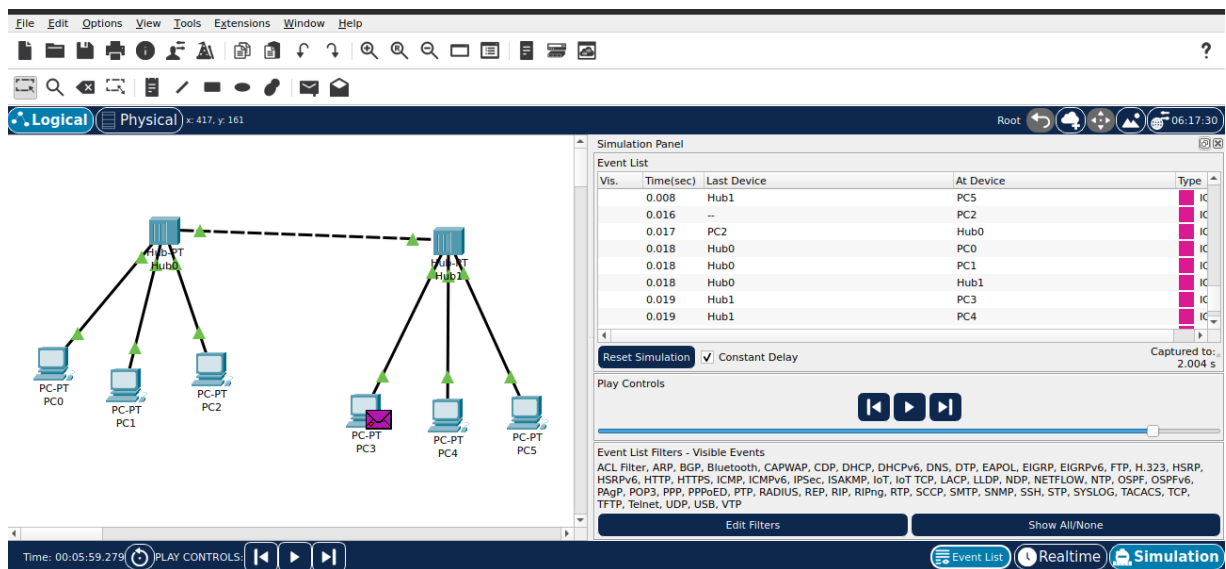 File Edit Options View Tools Extensions Window Help
?
Logical Physical x: 417, y: 161 Root 06:17:30
Hub-PT
Hub0
Hub-PT
Hub1
PC-PT
PC0
PC-PT
PC1
PC-PT
PC2
PC-PT
PC3
PC-PT
PC4
PC-PT
PC5
Simulation Panel
Event List
Vis. Time(sec) Last Device At Device Type
0.008 Hub1 PC5 IC
0.016 -- PC2 IC
0.017 PC2 Hub0 IC
0.018 Hub0 PC0 IC
0.018 Hub0 PC1 IC
0.018 Hub0 Hub1 IC
0.019 Hub1 PC3 IC
0.019 Hub1 PC4 IC
Reset Simulation Constant Delay
Captured to:
2.004 s
Play Controls
Event List Filters - Visible Events
ACL Filter, ARP, BGP, Bluetooth, CAPWAP, CDP, DHCP, DHCPv6, DNS, DTP, EAPOL, EIGRP, EIGRPv6, FTP, H.323, HSRP,
HSRPv6, HTTP, HTTPS, ICMP, ICMPv6, IPSec, ISAKMP, IoT, IoT TCP, LACP, LLDP, NDP, NETFLOW, NTP, OSPF, OSPFv6,
PAgP, POP3, PPP, PPPoED, PTP, RADIUS, REP, RIP, RIPng, RTP, SCCP, SMTP, SNMP, SSH, STP, SYSLOG, TACACS, TCP,
TFTP, Telnet, UDP, USB, VTP
Edit Filters Show All/None
Time: 00:05:59.279 PLAY CONTROLS: Event List Realtime Simulation